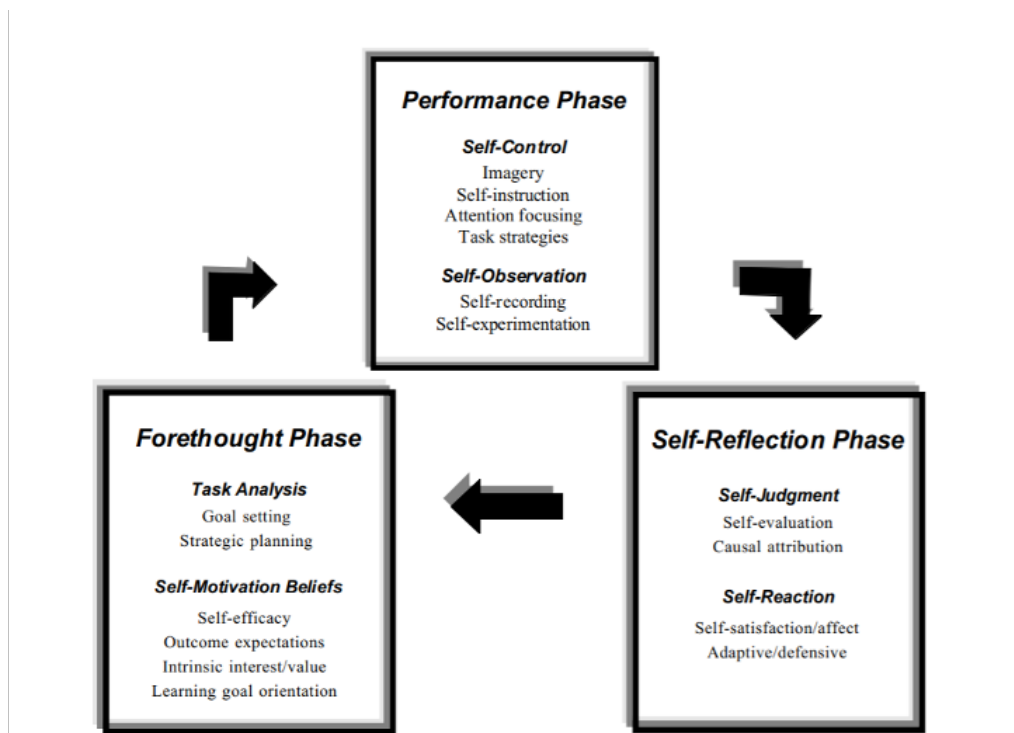 Performance Phase
Self-Control
Imagery
Self-instruction
Attention focusing
Task strategies
Self-Observation
Self-recording
Self-experimentation
Forethought Phase
Task Analysis
Goal setting
Strategic planning
Self-Motivation Beliefs
Self-efficacy
Outcome expectations
Intrinsic interest/value
Learning goal orientation
Self-Reflection Phase
Self-Judgment
Self-evaluation
Causal attribution
Self-Reaction
Self-satisfaction/affect
Adaptive/defensive